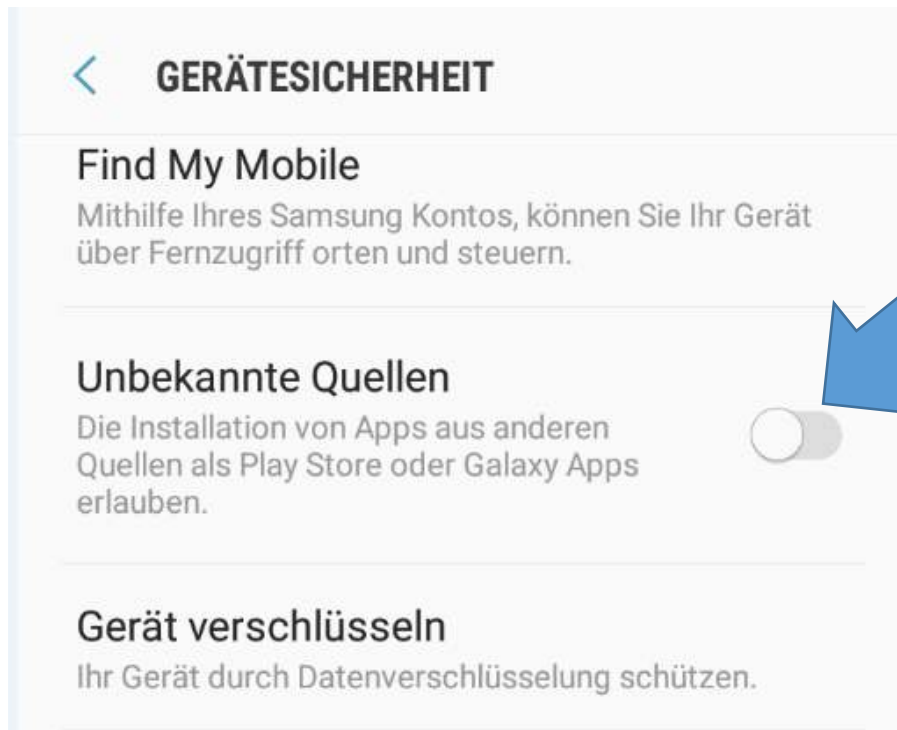 GERÄTESICHERHEIT
Find My Mobile
Mithilfe Ihres Samsung Kontos, können Sie Ihr Gerät
über Fernzugriff orten und steuern.
Unbekannte Quellen
Die Installation von Apps aus anderen
Quellen als Play Store oder Galaxy Apps
erlauben.
Gerät verschlüsseln
Ihr Gerät durch Datenverschlüsselung schützen.